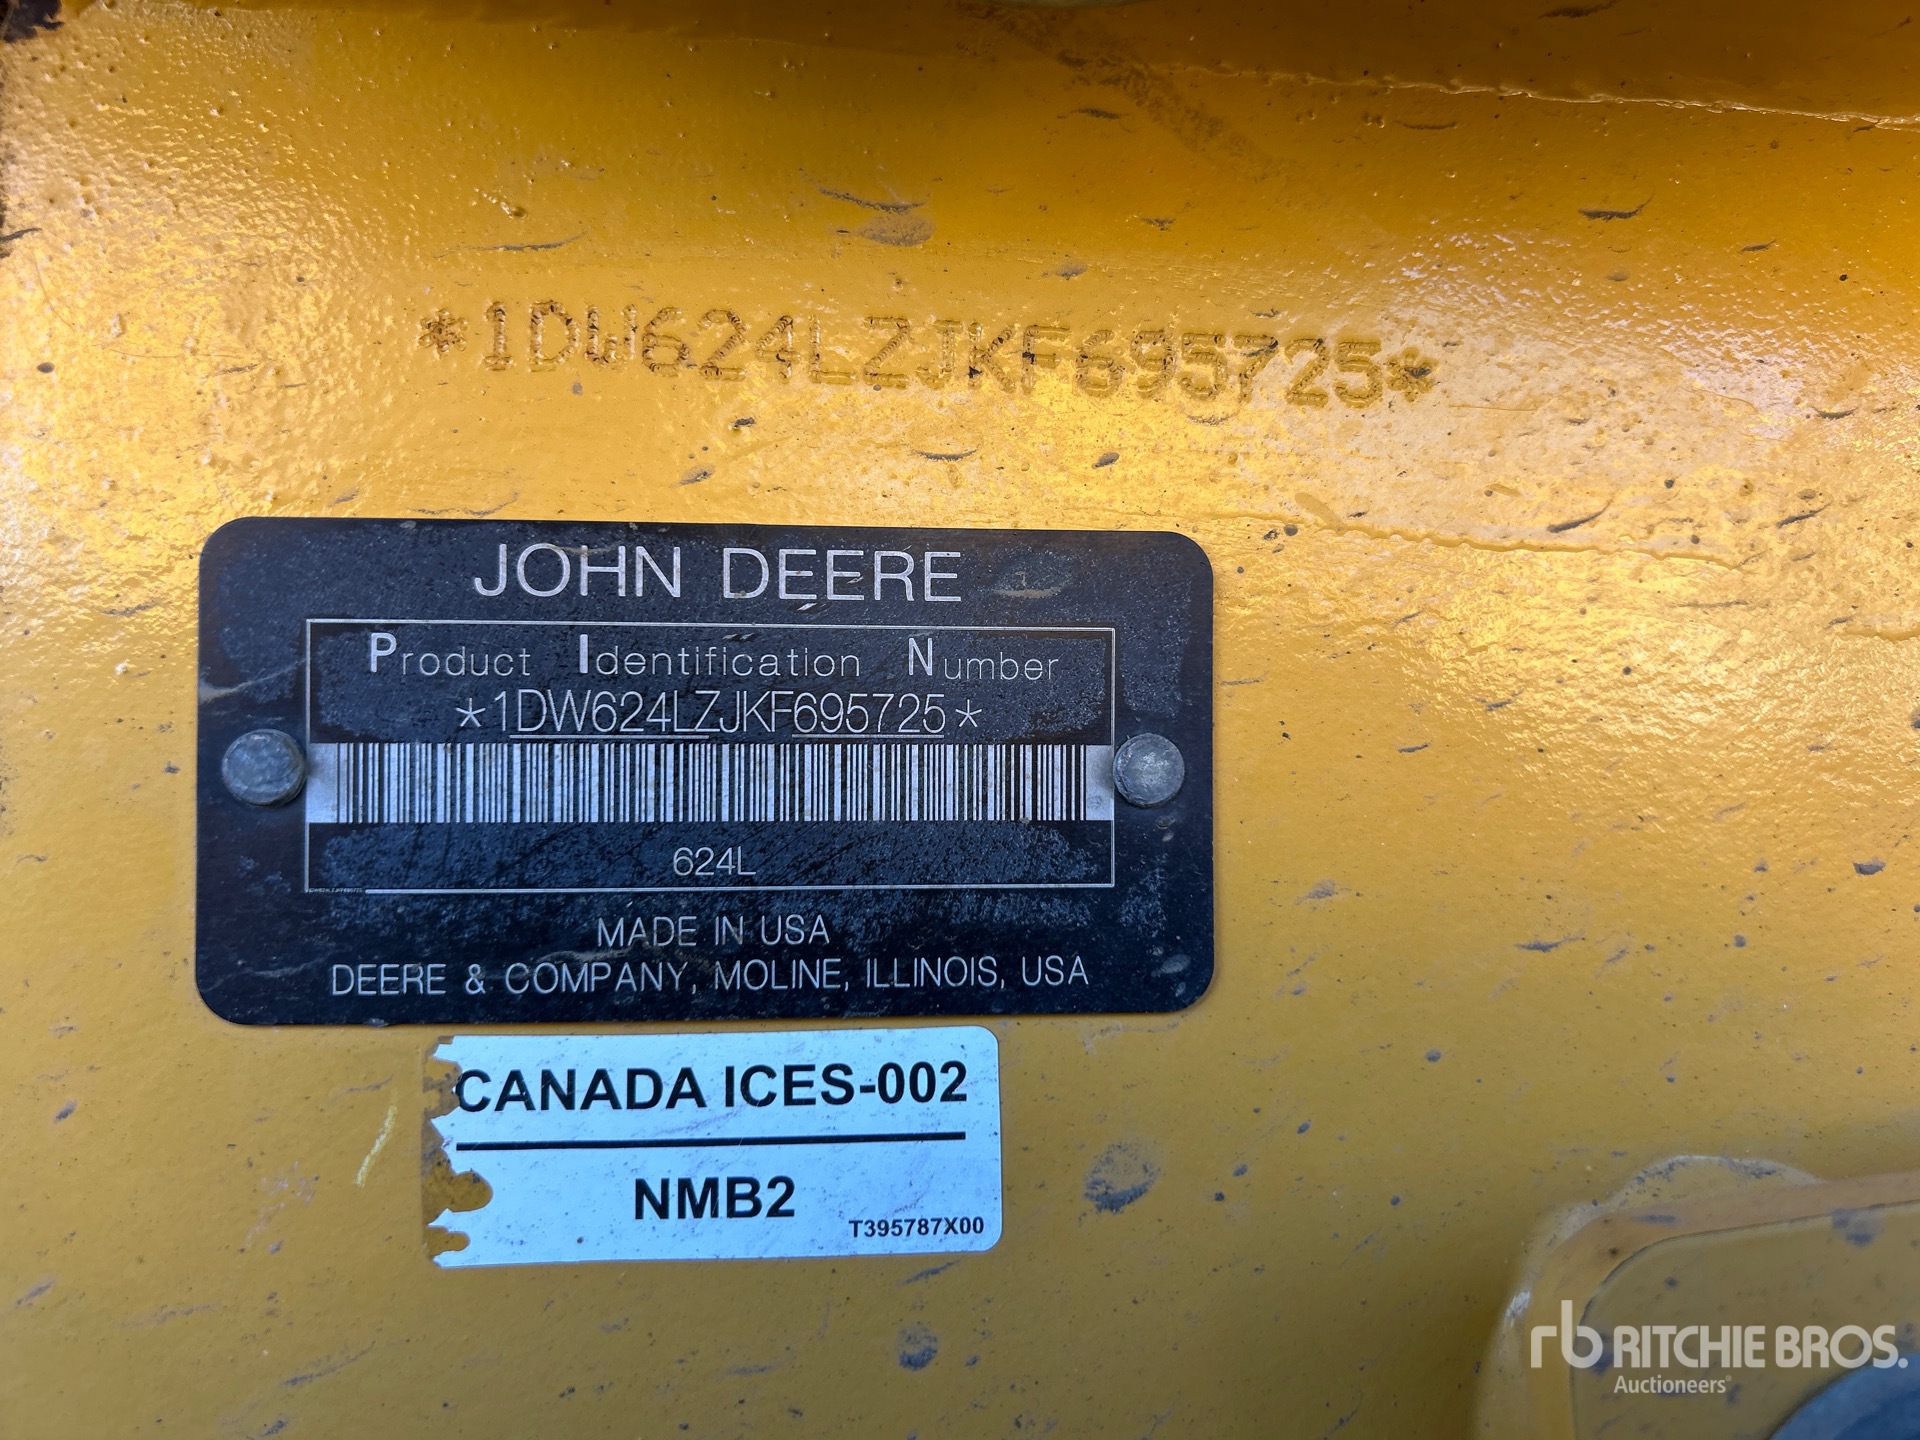 *1DW624LZJKF695725*
JOHN DEERE
Product Identification Number
*1DW624LZJKF695725*
624L
MADE IN USA
DEERE & COMPANY, MOLINE, ILLINOIS, USA
CANADA ICES-002
NMB2
T395787X00
rb RITCHIE BROS.
Auctioneers